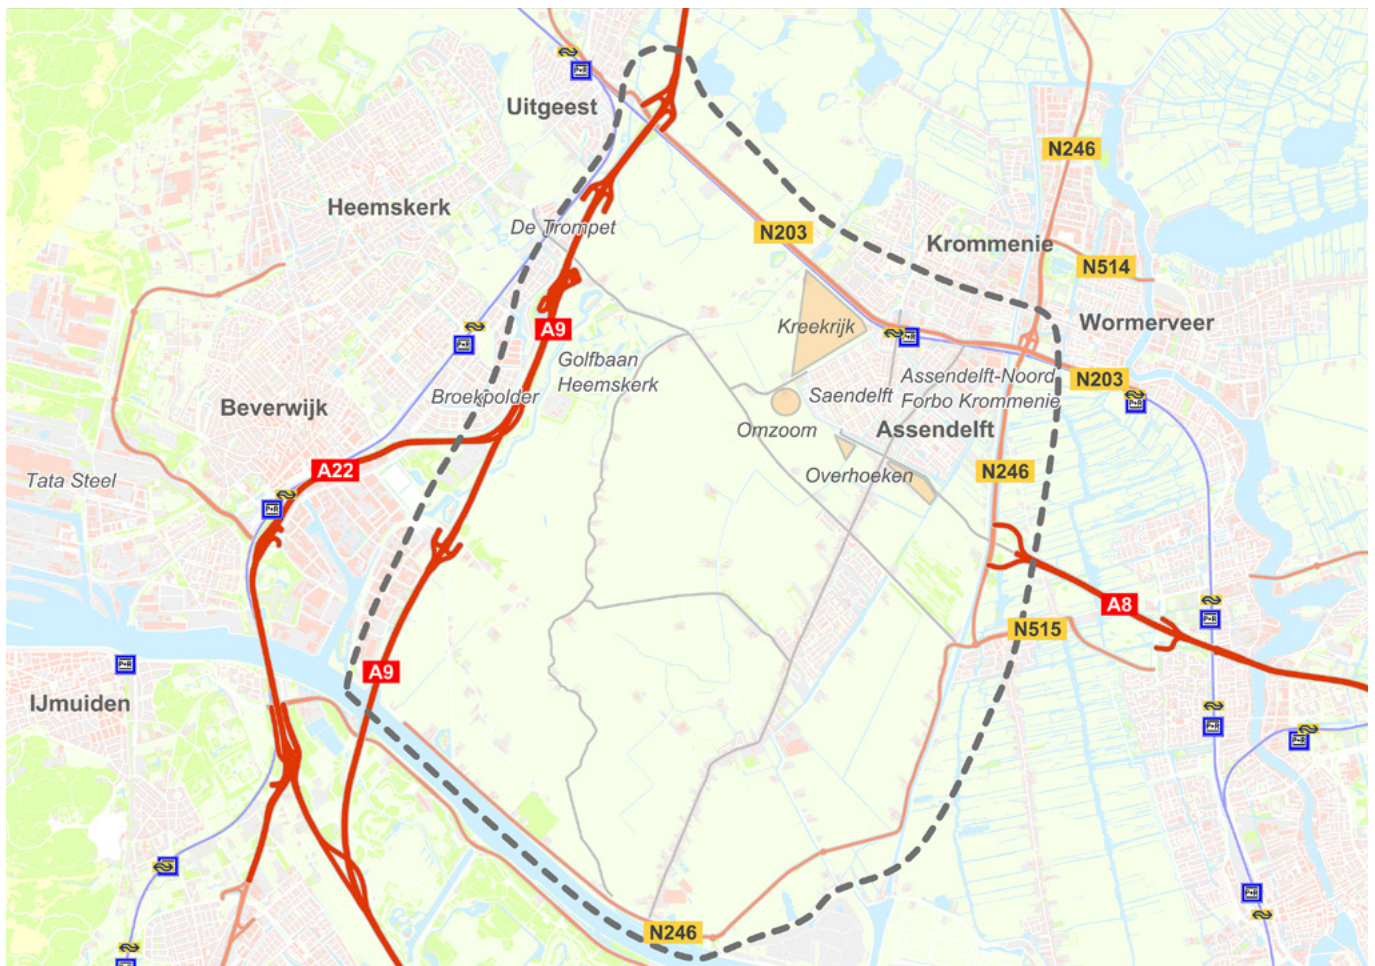 Uitgeest
N246
Heemskerk
De Trompet
N203
Krommenie
N514
Kreekrijk
Wormerveer
A9
Golfbaan
Heemskerk
Assendelft-Noord
Forbo Krommenie
N203
Saendelft
Broekpolder
Beverwijk
Omzoom
Assendelft
A22
Tata Steel
Overhoeken
N246
A8
N515
A9
IJmuiden
N246
P+R
P+R
P+R
P+R
P+R
P+R
P+R
P+R
P+R
P+R
P+R
P+R